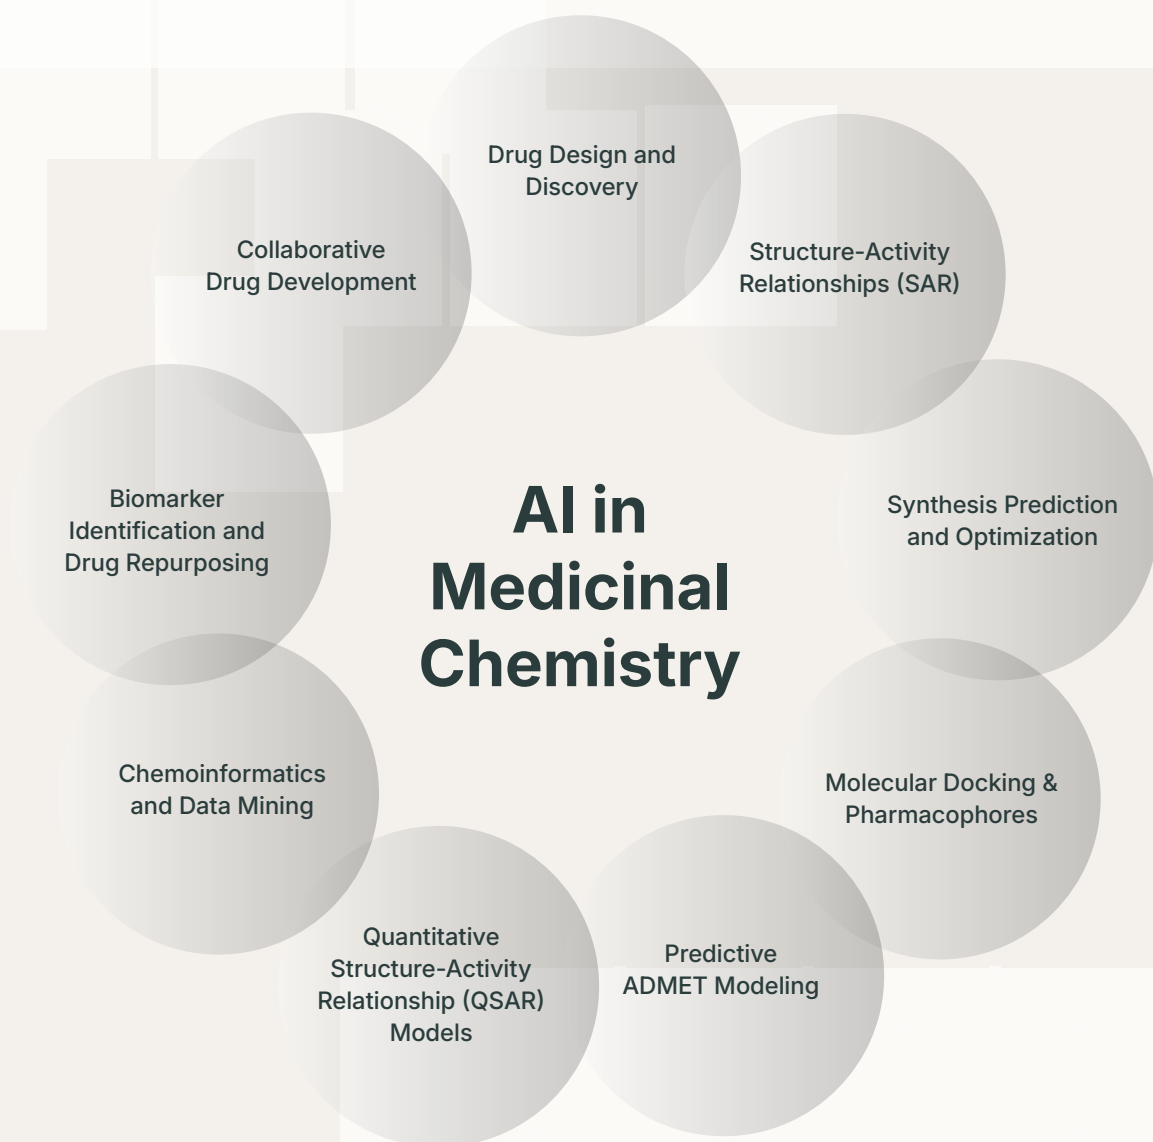 Drug Design and
Discovery
Structure-Activity
Relationships (SAR)
Synthesis Prediction
and Optimization
Molecular Docking &
Pharmacophores
Predictive
ADMET Modeling
Quantitative
Structure-Activity
Relationship (QSAR)
Models
Chemoinformatics
and Data Mining
Biomarker
Identification and
Drug Repurposing
Collaborative
Drug Development
AI in
Medicinal
Chemistry